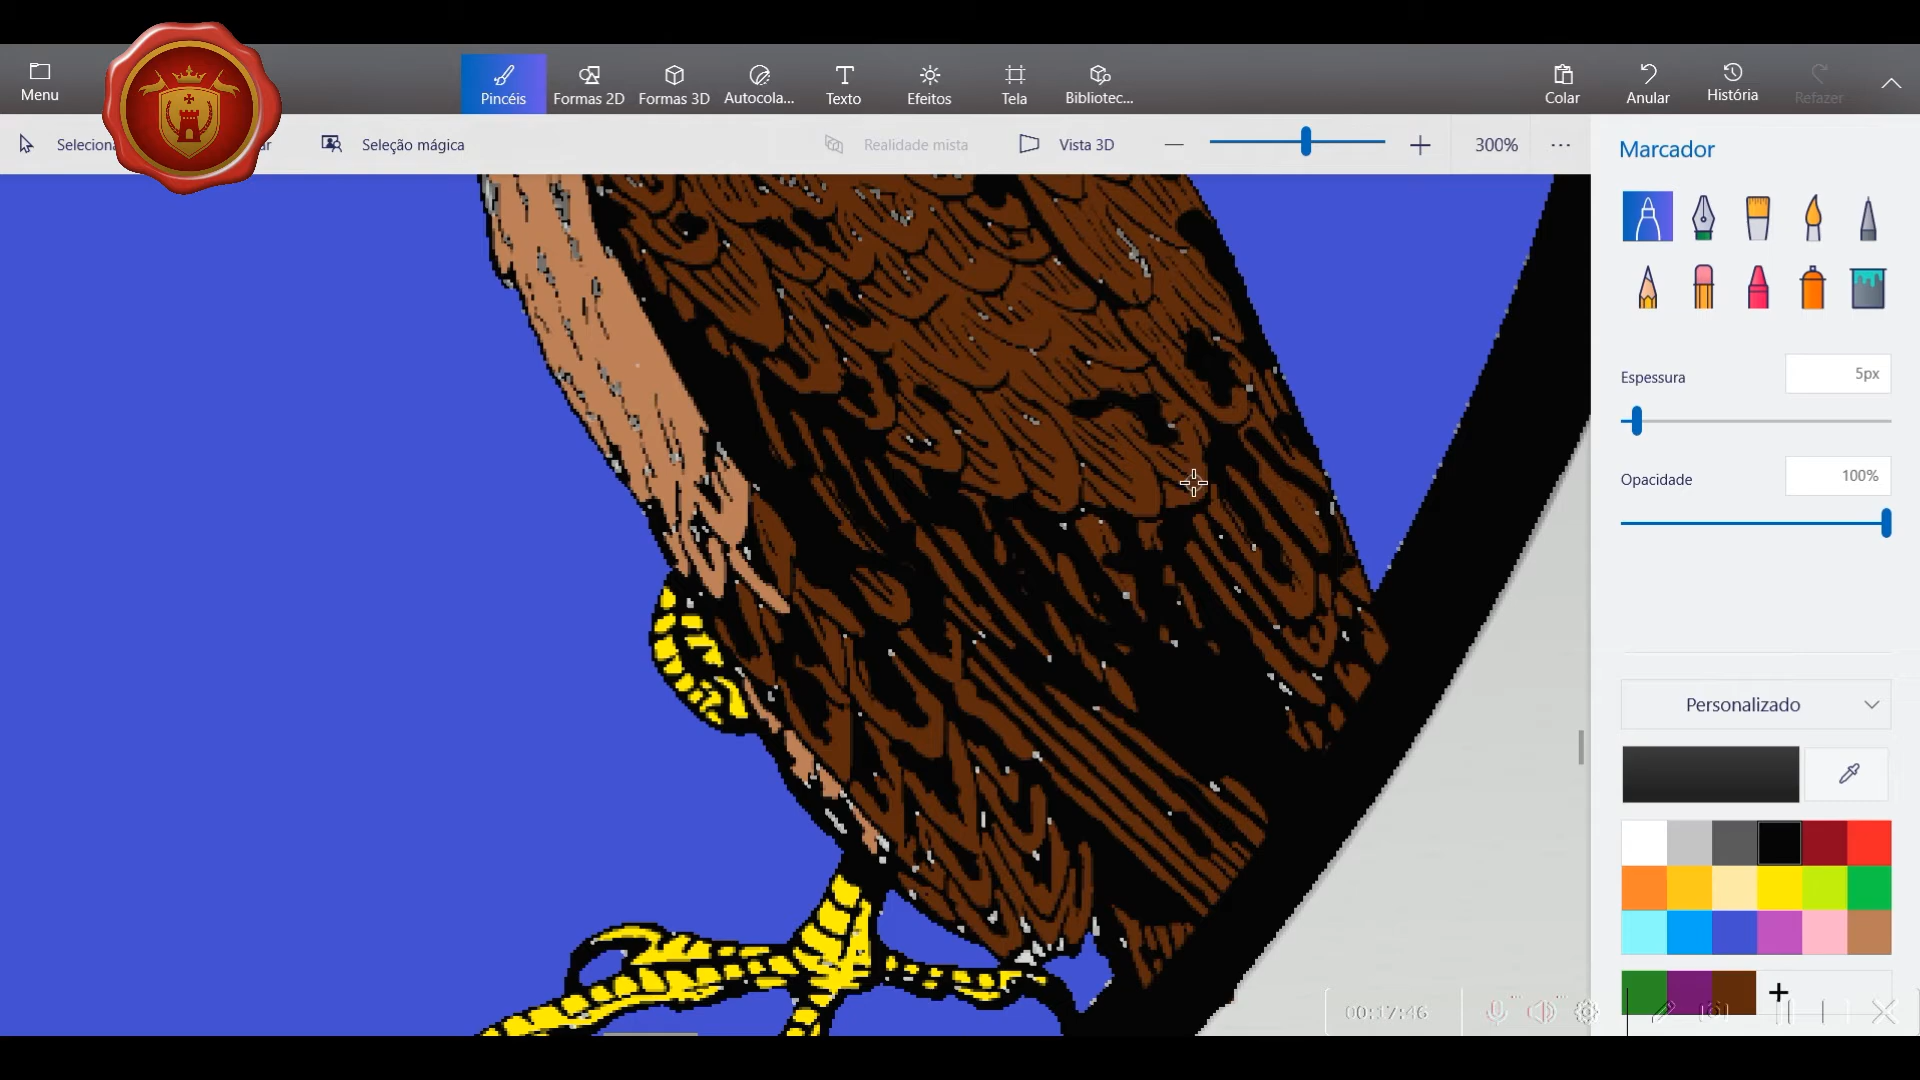 Menu
Pincéis
Formas 2D
Formas 3D
Autocola...
Texto
Efeitos
Tela
Bibliotec...
Colar
Anular
História
Refazer
Seleciona
ar
Seleção mágica
Realidade mista
Vista 3D
300%
Marcador
Espessura
5px
Opacidade
100%
Personalizado
00:17:46